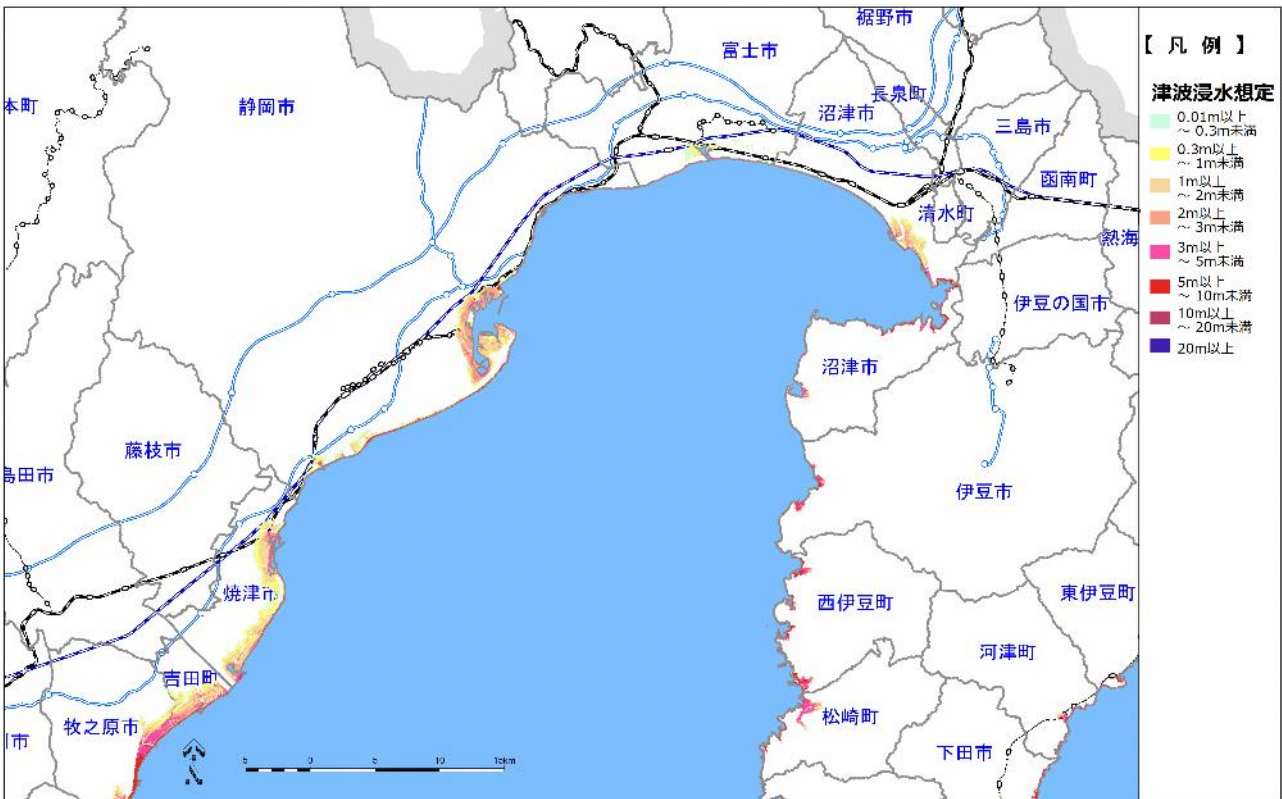 裾野市
富士市
【 凡 例 】
本町
静岡市
沼津市
長泉町
三島市
函南町
清水町
熱海
伊豆の国市
沼津市
藤枝市
島田市
伊豆市
焼津市
西伊豆町
東伊豆町
河津町
吉田町
牧之原市
川市
松崎町
下田市
5 0 5 10 15km
津波浸水想定
0.01m以上
~ 0.3m未満
0.3m以上
~ 1m未満
1m以上
~ 2m未満
2m以上
~ 3m未満
3m以上
~ 5m未満
5m以上
~ 10m未満
10m以上
~ 20m未満
20m以上